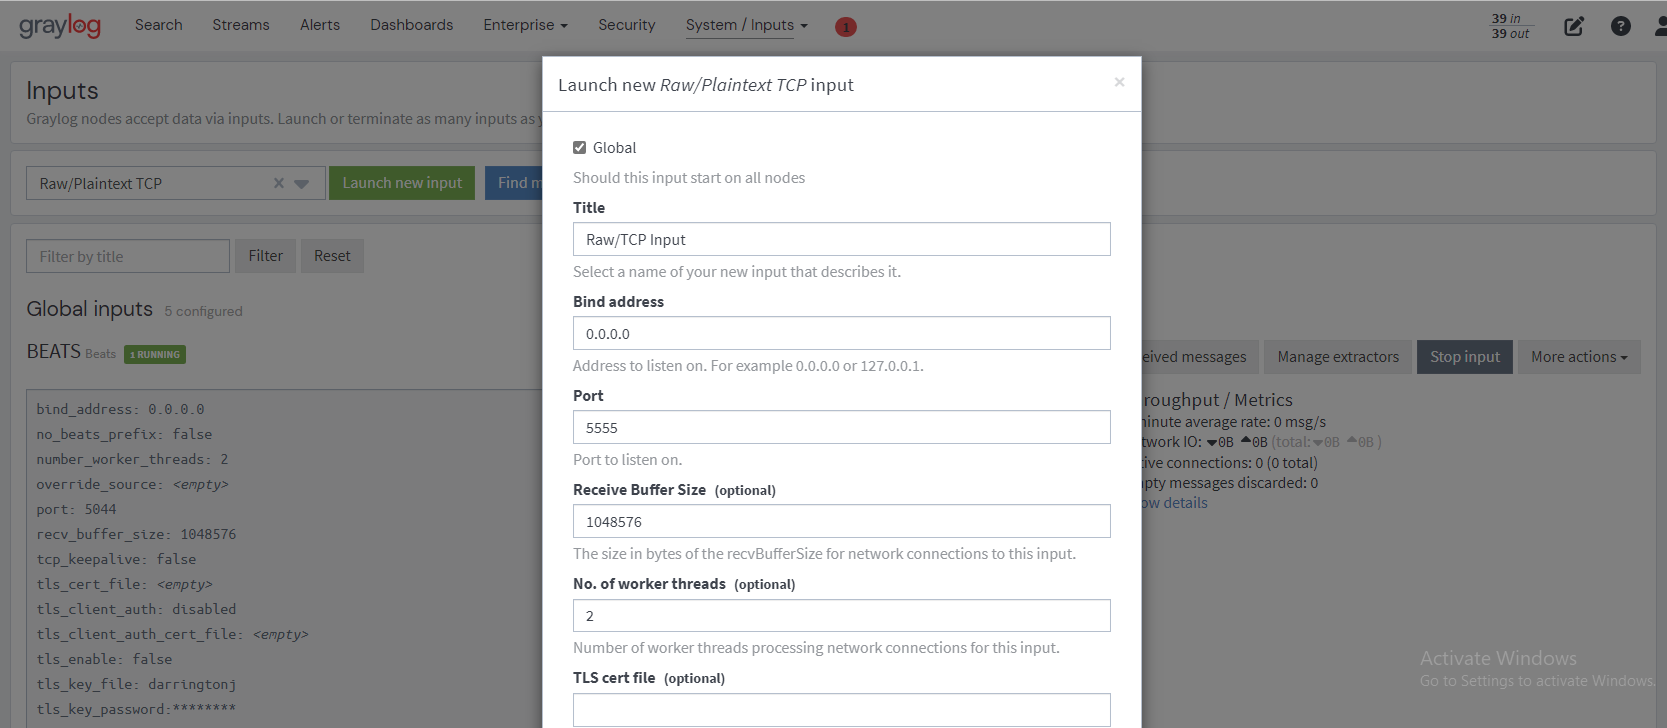 graylog Search Streams Alerts Dashboards Enterprise Security System / Inputs 1 39 in
39 out
Launch new Raw/Plaintext TCP input ×
Inputs
Graylog nodes accept data via inputs. Launch or terminate as many inputs as
Raw/Plaintext TCP Launch new input Find
Filter by title Filter Reset
Global inputs 5 configured
BEATS Beats 1 RUNNING
bind_address: 0.0.0.0
no_beats_prefix: false
number_worker_threads: 2
override_source: <empty>
port: 5044
recv_buffer_size: 1048576
tcp_keepalive: false
tls_cert_file: <empty>
tls_client_auth: disabled
tls_client_auth_cert_file: <empty>
tls_enable: false
tls_key_file: darringtonj
tls_key_password:********
Global
Should this input start on all nodes
Title
Raw/TCP Input
Select a name of your new input that describes it.
Bind address
0.0.0.0
Address to listen on. For example 0.0.0.0 or 127.0.0.1.
Port
5555
Port to listen on.
Receive Buffer Size (optional)
1048576
The size in bytes of the recvBufferSize for network connections to this input.
No. of worker threads (optional)
2
Number of worker threads processing network connections for this input.
TLS cert file (optional)
eived messages Manage extractors Stop input More actions
roughput / Metrics
inute average rate: 0 msg/s
twork IO: 0B 0B (total: 0B 0B )
ive connections: 0 (0 total)
pty messages discarded: 0
ow details
Activate Windows
Go to Settings to activate Windows.